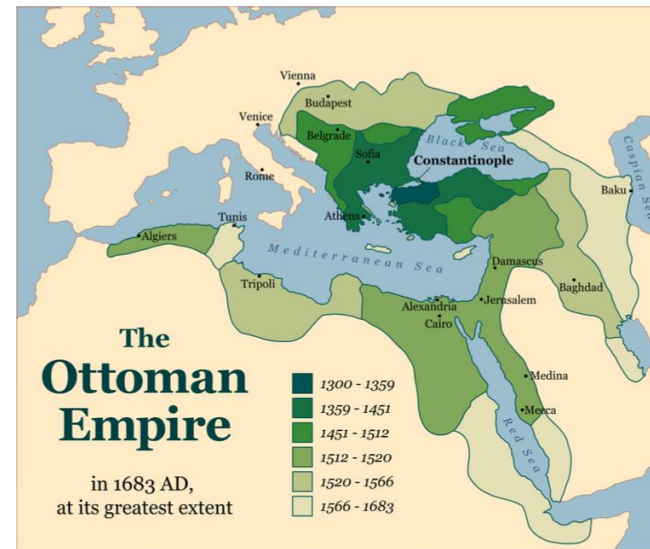 Vienna
Budapest
Venice
Belgrade
Black Sea
Sofia
Constantinople
Caspian Sea
Rome
Baku
Athens
Tunis
Algiers
Mediterranean Sea
Damascus
Tripoli
Baghdad
Alexandria
Jerusalem
Cairo
The
Ottoman
Empire
in 1683 AD,
at its greatest extent
1300 - 1359
1359 - 1451
1451 - 1512
1512 - 1520
1520 - 1566
1566 - 1683
Medina
Mecca
Red Sea